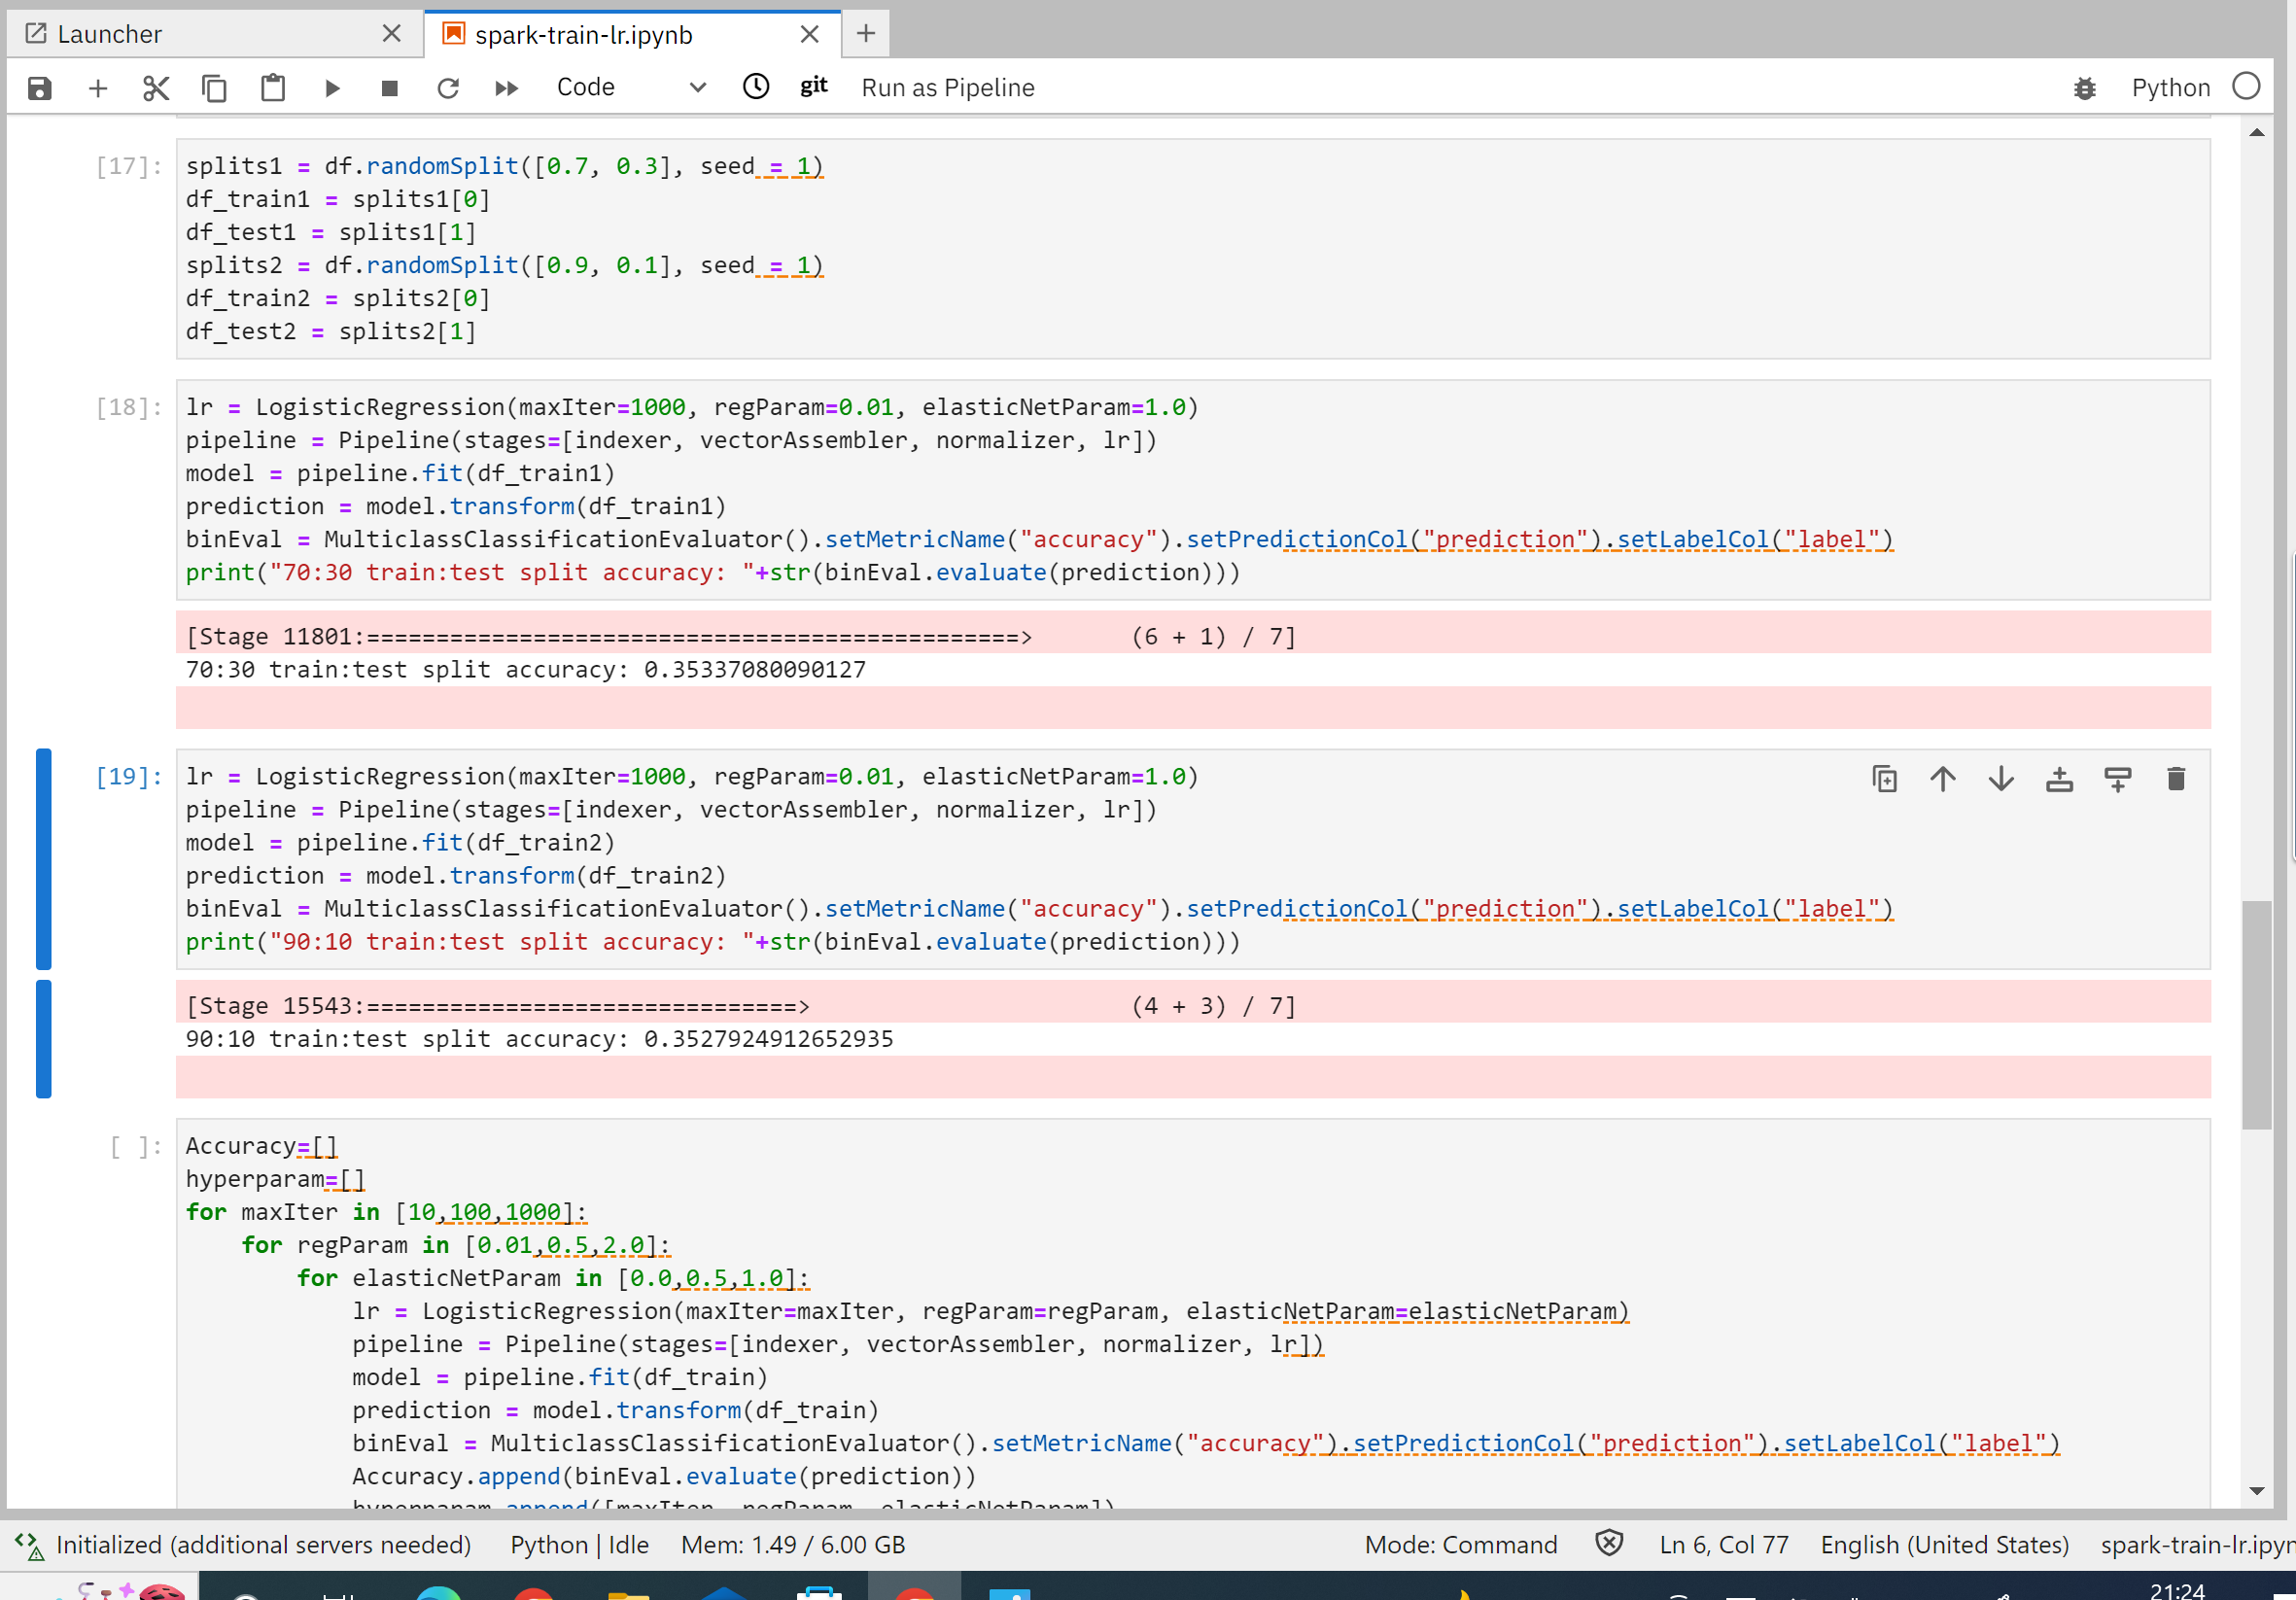 Launcher
spark-train-lr.ipynb
Code
git
Run as Pipeline
Python
[17]:
splits1 = df.randomSplit([0.7, 0.3], seed = 1)
df_train1 = splits1[0]
df_test1 = splits1[1]
splits2 = df.randomSplit([0.9, 0.1], seed = 1)
df_train2 = splits2[0]
df_test2 = splits2[1]
[18]:
lr = LogisticRegression(maxIter=1000, regParam=0.01, elasticNetParam=1.0)
pipeline = Pipeline(stages=[indexer, vectorAssembler, normalizer, lr])
model = pipeline.fit(df_train1)
prediction = model.transform(df_train1)
binEval = MulticlassClassificationEvaluator().setMetricName("accuracy").setPredictionCol("prediction").setLabelCol("label")
print("70:30 train:test split accuracy: "+str(binEval.evaluate(prediction)))
[Stage 11801:===============================================>       (6 + 1) / 7]
70:30 train:test split accuracy: 0.35337080090127
[19]:
lr = LogisticRegression(maxIter=1000, regParam=0.01, elasticNetParam=1.0)
pipeline = Pipeline(stages=[indexer, vectorAssembler, normalizer, lr])
model = pipeline.fit(df_train2)
prediction = model.transform(df_train2)
binEval = MulticlassClassificationEvaluator().setMetricName("accuracy").setPredictionCol("prediction").setLabelCol("label")
print("90:10 train:test split accuracy: "+str(binEval.evaluate(prediction)))
[Stage 15543:===============================>                       (4 + 3) / 7]
90:10 train:test split accuracy: 0.3527924912652935
[ ]:
Accuracy=[]
hyperparam=[]
for maxIter in [10,100,1000]:
    for regParam in [0.01,0.5,2.0]:
        for elasticNetParam in [0.0,0.5,1.0]:
            lr = LogisticRegression(maxIter=maxIter, regParam=regParam, elasticNetParam=elasticNetParam)
            pipeline = Pipeline(stages=[indexer, vectorAssembler, normalizer, lr])
            model = pipeline.fit(df_train)
            prediction = model.transform(df_train)
            binEval = MulticlassClassificationEvaluator().setMetricName("accuracy").setPredictionCol("prediction").setLabelCol("label")
            Accuracy.append(binEval.evaluate(prediction))
            hyperparam.append([maxIter, regParam, elasticNetParam])
Initialized (additional servers needed)
Python | Idle
Mem: 1.49 / 6.00 GB
Mode: Command
Ln 6, Col 77
English (United States)
spark-train-lr.ipyn
21:24